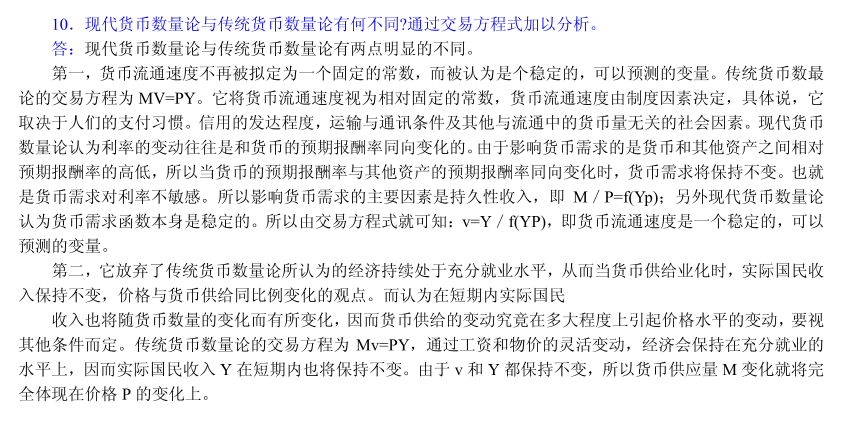 10．现代货币数量论与传统货币数量论有何不同?通过交易方程式加以分析。
答：现代货币数量论与传统货币数量论有两点明显的不同。
第一，货币流通速度不再被拟定为一个固定的常数，而被认为是个稳定的，可以预测的变量。传统货币数最
论的交易方程为 MV=PY。它将货币流通速度视为相对固定的常数，货币流通速度由制度因素决定，具体说，它
取决于人们的支付习惯。信用的发达程度，运输与通讯条件及其他与流通中的货币量无关的社会因素。现代货币
数量论认为利率的变动往往是和货币的预期报酬率同向变化的。由于影响货币需求的是货币和其他资产之间相对
预期报酬率的高低，所以当货币的预期报酬率与其他资产的预期报酬率同向变化时，货币需求将保持不变。也就
是货币需求对利率不敏感。所以影响货币需求的主要因素是持久性收入，即 M／P=f(Yp)；另外现代货币数量论
认为货币需求函数本身是稳定的。所以由交易方程式就可知：v=Y／f(YP)，即货币流通速度是一个稳定的，可以
预测的变量。
第二，它放弃了传统货币数量论所认为的经济持续处于充分就业水平，从而当货币供给业化时，实际国民收
入保持不变，价格与货币供给同比例变化的观点。而认为在短期内实际国民
收入也将随货币数量的变化而有所变化，因而货币供给的变动究竟在多大程度上引起价格水平的变动，要视
其他条件而定。传统货币数量论的交易方程为 Mv=PY，通过工资和物价的灵活变动，经济会保持在充分就业的
水平上，因而实际国民收入 Y 在短期内也将保持不变。由于 v 和 Y 都保持不变，所以货币供应量 M 变化就将完
全体现在价格 P 的变化上。